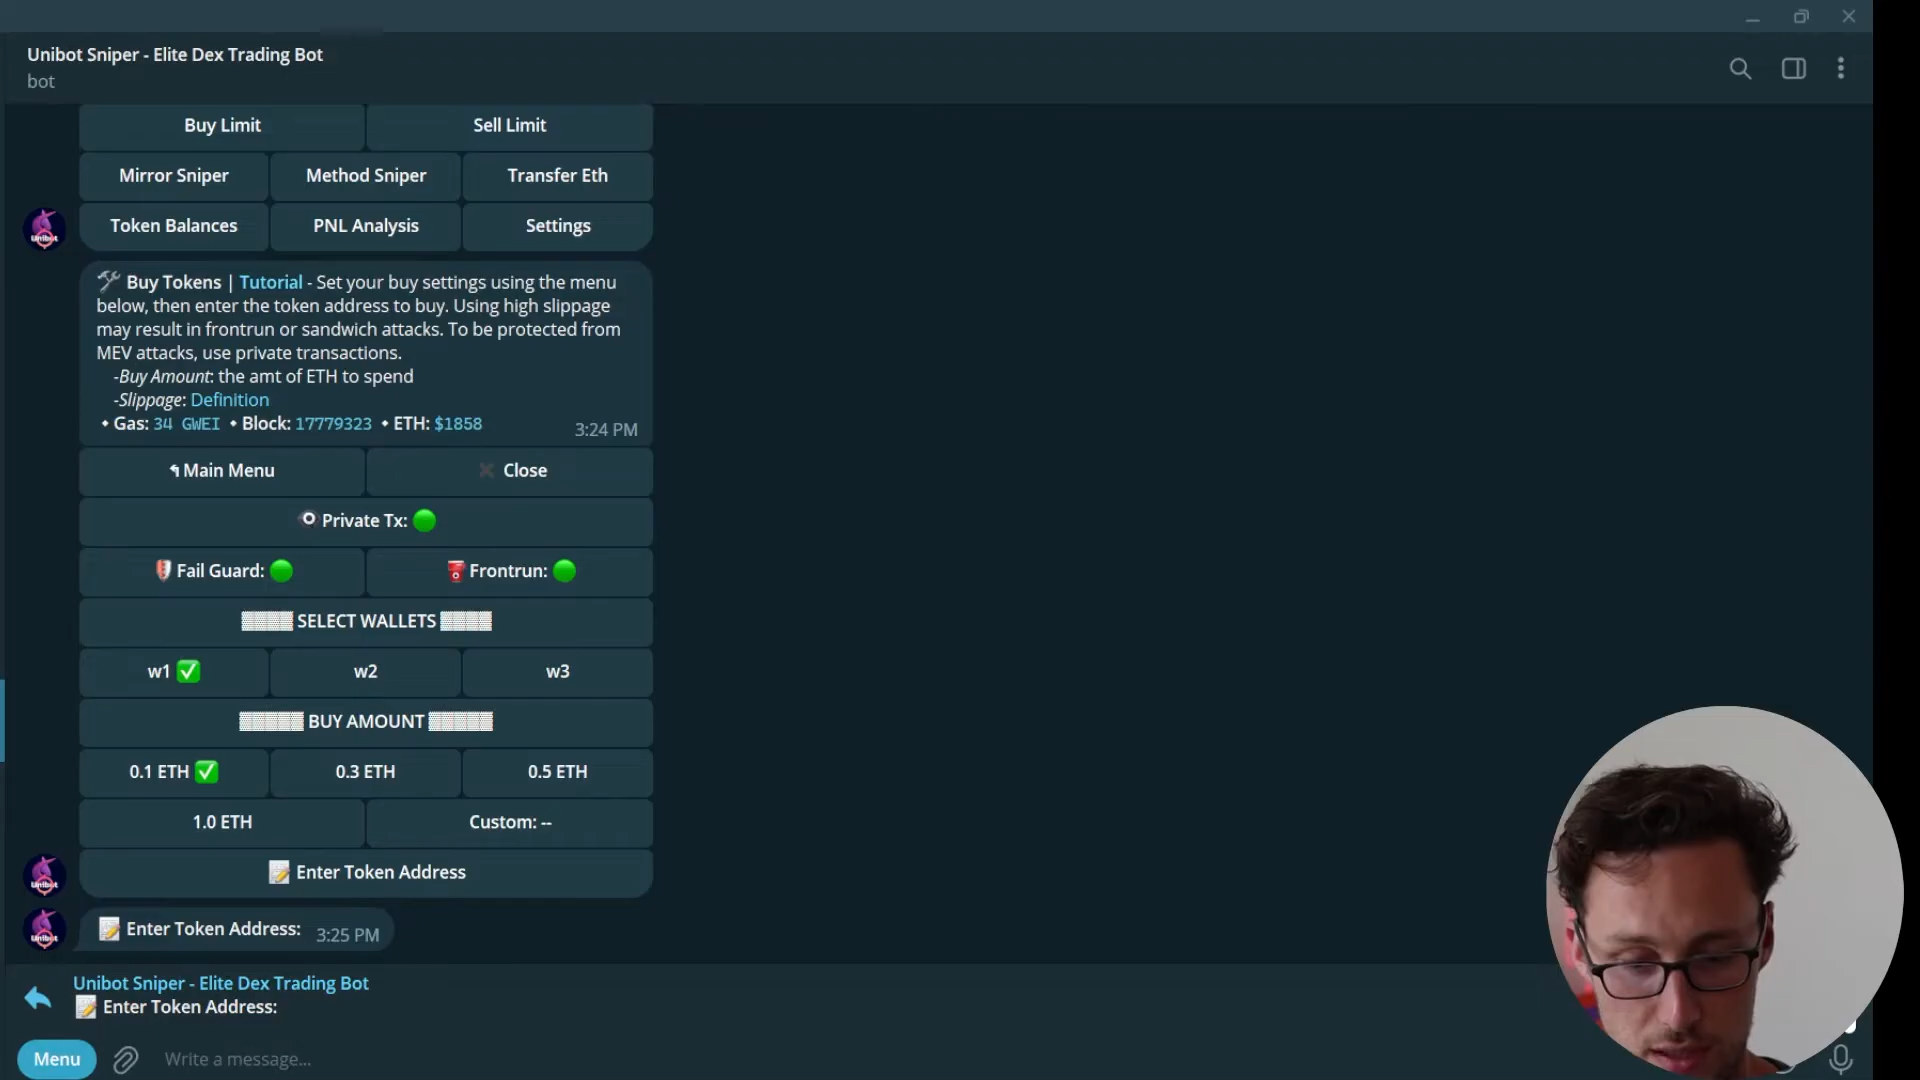 Unibot Sniper - Elite Dex Trading Bot
bot
Buy Limit
Sell Limit
Mirror Sniper
Method Sniper
Transfer Eth
Token Balances
PNL Analysis
Settings
Unibot
Buy Tokens | Tutorial - Set your buy settings using the menu
below, then enter the token address to buy. Using high slippage
may result in frontrun or sandwich attacks. To be protected from
MEV attacks, use private transactions.
-Buy Amount: the amt of ETH to spend
-Slippage: Definition
• Gas: 34 GWEI • Block: 17779323 • ETH: $1858
3:24 PM
Main Menu
Close
Private Tx:
Fail Guard:
Frontrun:
SELECT WALLETS
w1
w2
w3
BUY AMOUNT
0.1 ETH
0.3 ETH
0.5 ETH
1.0 ETH
Custom: --
Enter Token Address
Unibot
Enter Token Address:
3:25 PM
Unibot
Unibot Sniper - Elite Dex Trading Bot
Enter Token Address:
Menu
Write a message...